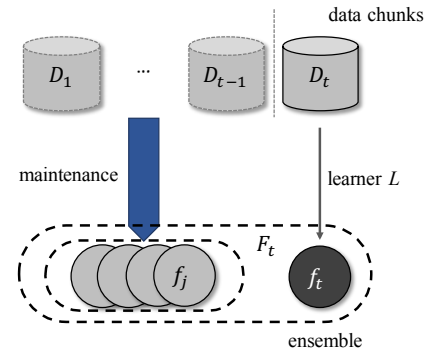 data chunks
D₁ ... Dₜ₋₁ Dₜ
maintenance
learner L
Fₜ
fⱼ fₜ
ensemble